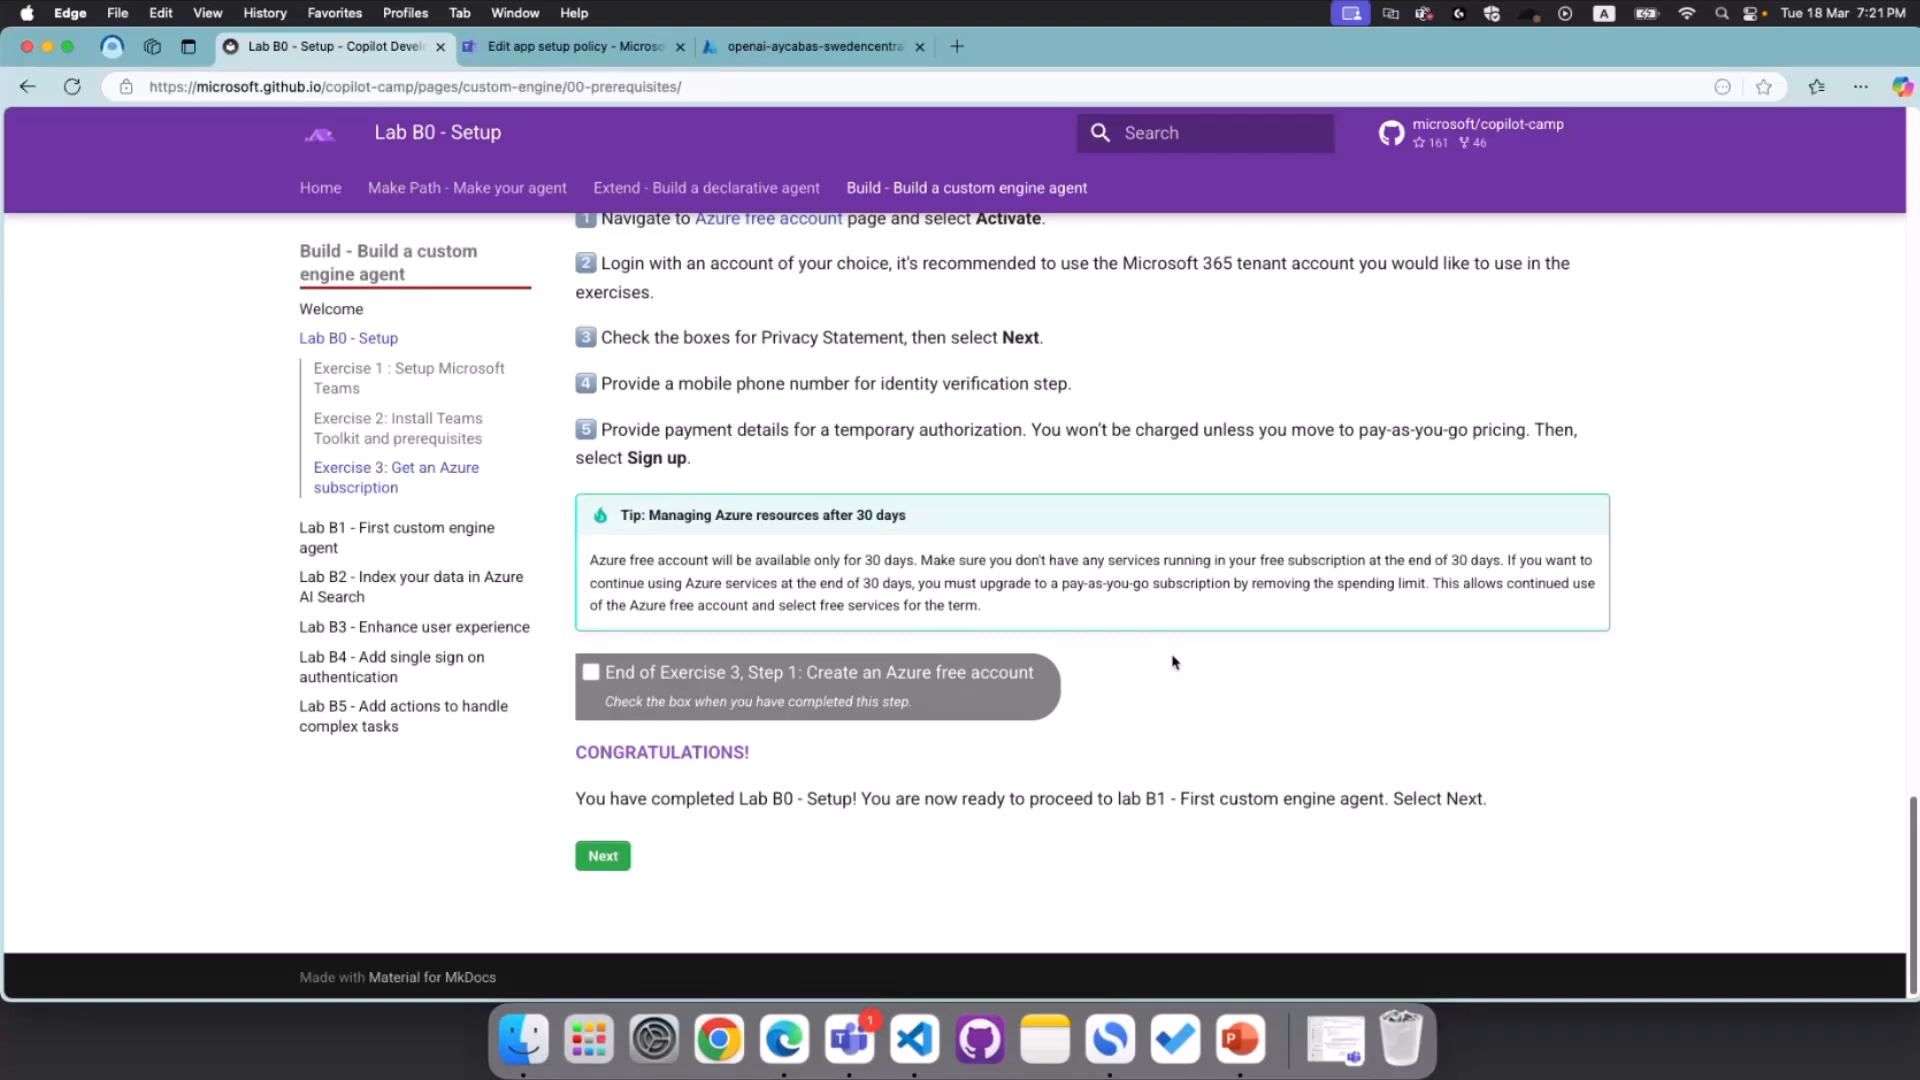 Edge File Edit View History Favorites Profiles Tab Window Help
A
Tue 18 Mar 7:21 PM
Lab B0 - Setup - Copilot Devel
Edit app setup policy - Microso
openai-aycabas-swedencentra
https://microsoft.github.io/copilot-camp/pages/custom-engine/00-prerequisites/
Lab B0 - Setup
Search
microsoft/copilot-camp
161 46
Home Make Path - Make your agent Extend - Build a declarative agent Build - Build a custom engine agent
Build - Build a custom
engine agent
Welcome
Lab B0 - Setup
Exercise 1 : Setup Microsoft
Teams
Exercise 2: Install Teams
Toolkit and prerequisites
Exercise 3: Get an Azure
subscription
Lab B1 - First custom engine
agent
Lab B2 - Index your data in Azure
AI Search
Lab B3 - Enhance user experience
Lab B4 - Add single sign on
authentication
Lab B5 - Add actions to handle
complex tasks
1 Navigate to Azure free account page and select Activate.
2 Login with an account of your choice, it's recommended to use the Microsoft 365 tenant account you would like to use in the
exercises.
3 Check the boxes for Privacy Statement, then select Next.
4 Provide a mobile phone number for identity verification step.
5 Provide payment details for a temporary authorization. You won't be charged unless you move to pay-as-you-go pricing. Then,
select Sign up.
Tip: Managing Azure resources after 30 days
Azure free account will be available only for 30 days. Make sure you don't have any services running in your free subscription at the end of 30 days. If you want to
continue using Azure services at the end of 30 days, you must upgrade to a pay-as-you-go subscription by removing the spending limit. This allows continued use
of the Azure free account and select free services for the term.
End of Exercise 3, Step 1: Create an Azure free account
Check the box when you have completed this step.
CONGRATULATIONS!
You have completed Lab B0 - Setup! You are now ready to proceed to lab B1 - First custom engine agent. Select Next.
Next
Made with Material for MkDocs
1